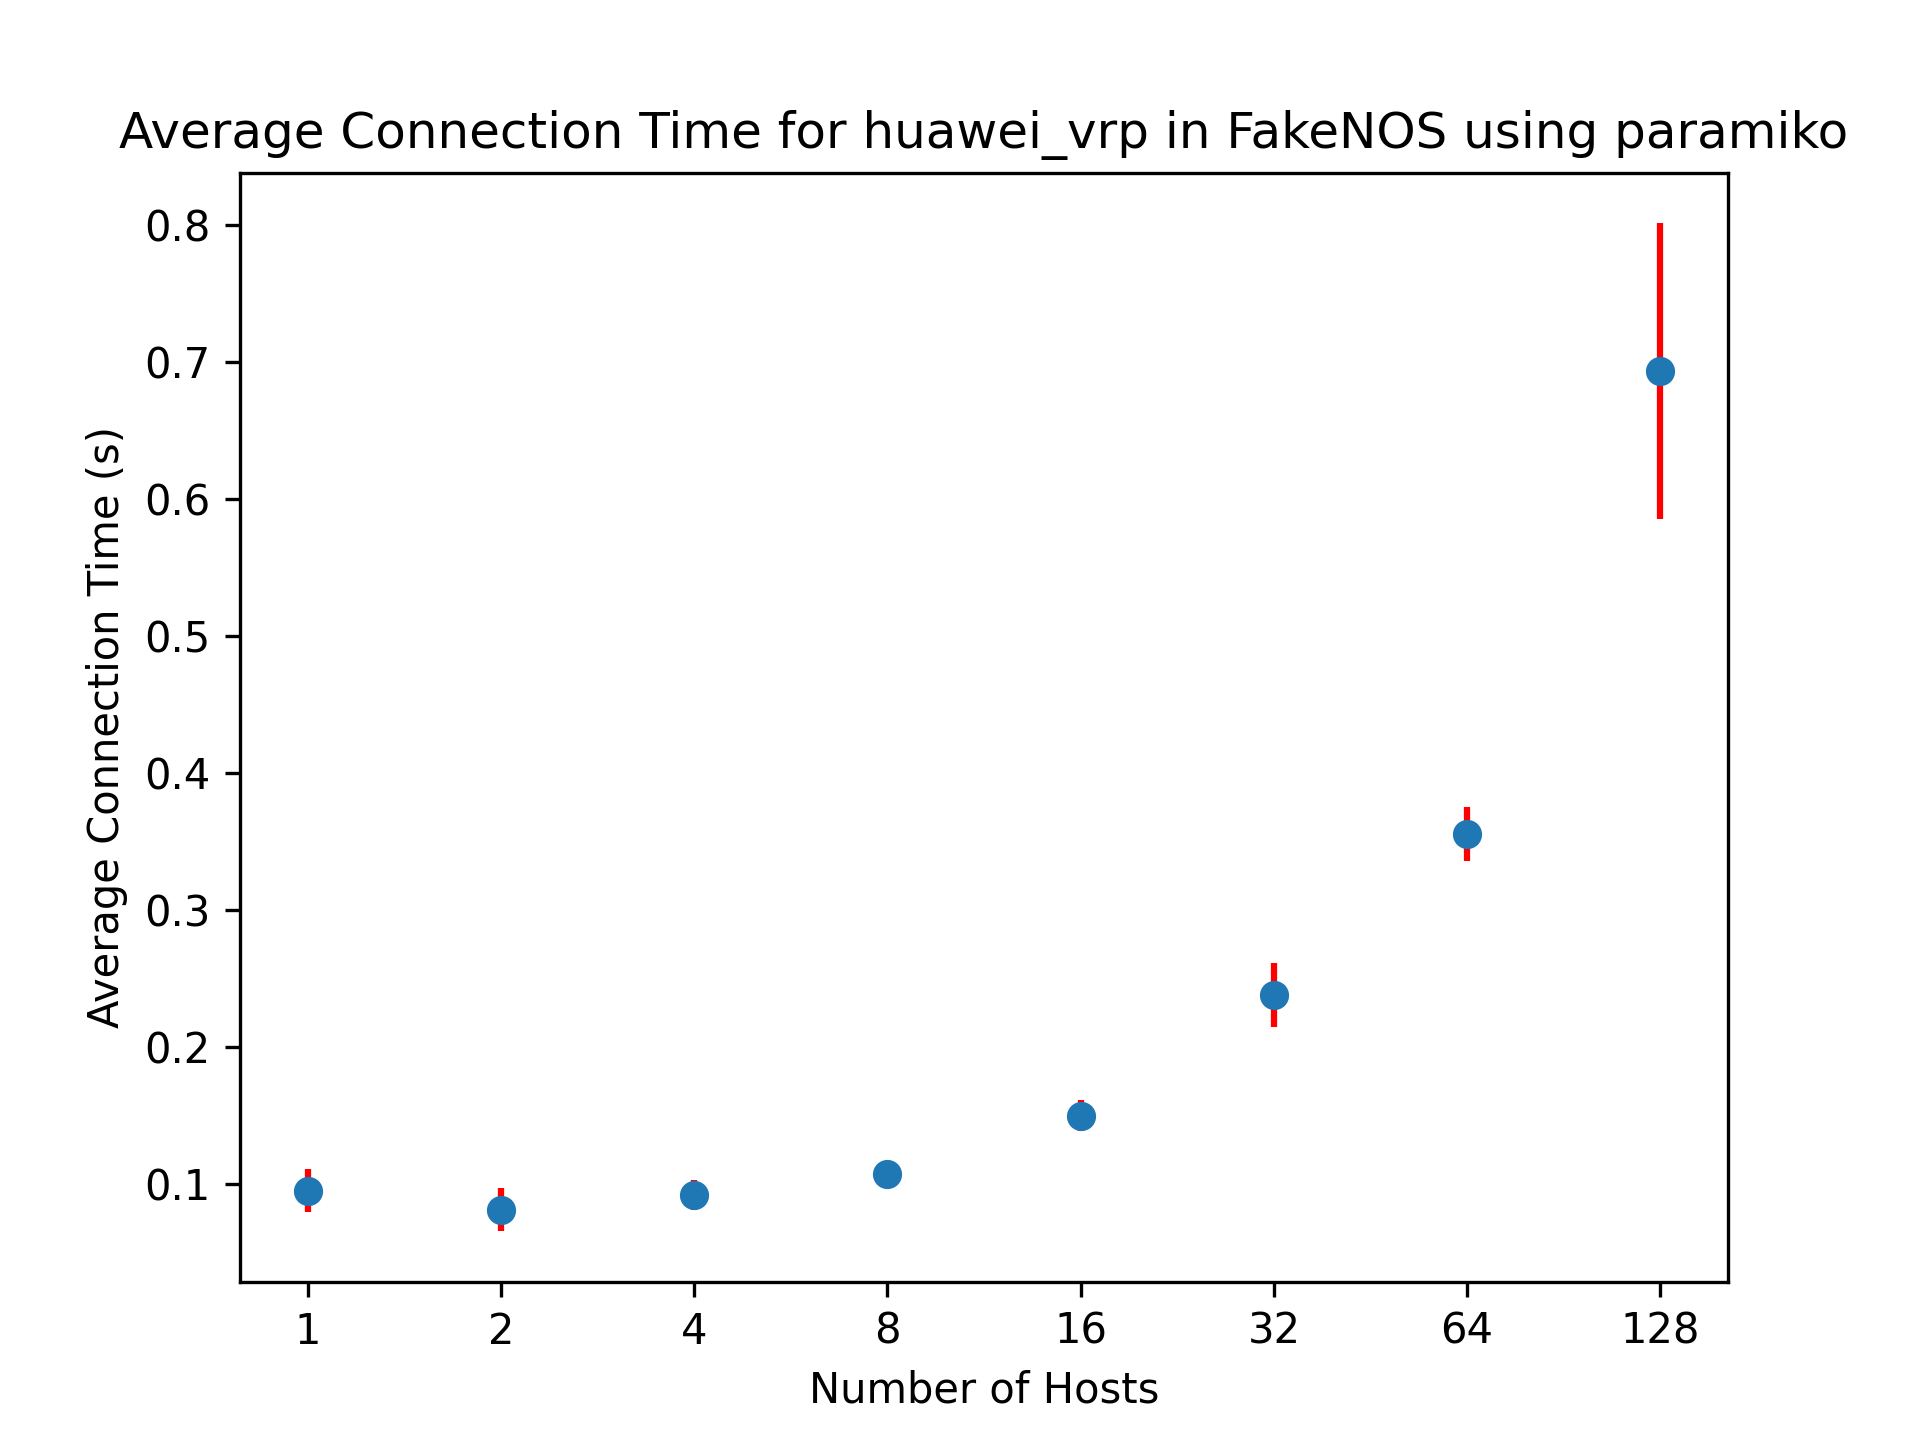 Average Connection Time for huawei_vrp in FakeNOS using paramiko
0.8
0.7
0.6
0.5
0.4
0.3
0.2
0.1
Average Connection Time (s)
1 2 4 8 16 32 64 128
Number of Hosts